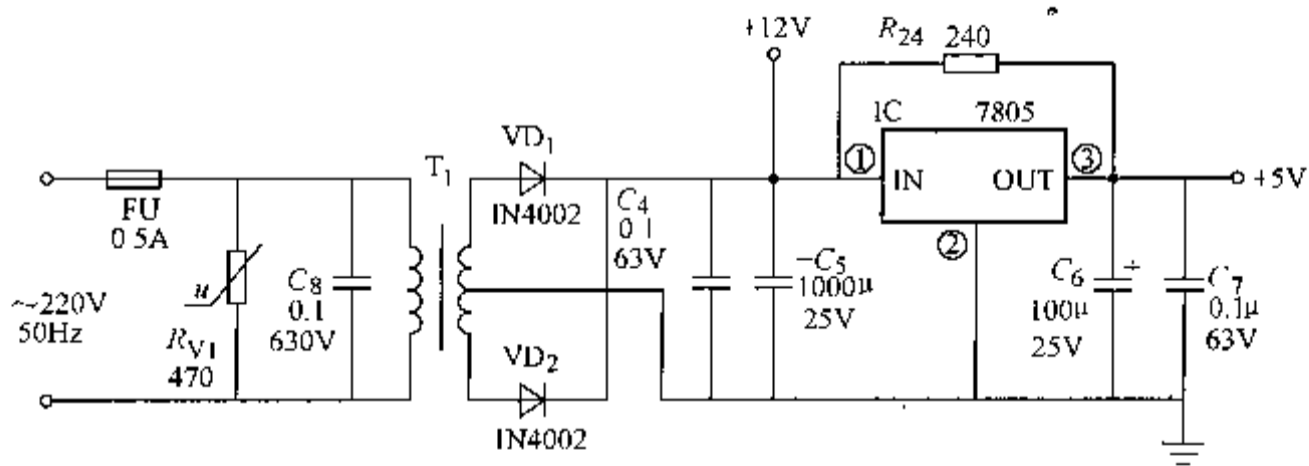 +12V
R24 240
IC 7805
① IN OUT ③
②
+5V
FU
0 5A
~220V
50Hz
u
RV1
470
C8
0.1
630V
T1
VD1
IN4002
VD2
IN4002
C4
0 1
63V
C5
1000μ
25V
C6 +
100μ
25V
C7
0.1μ
63V